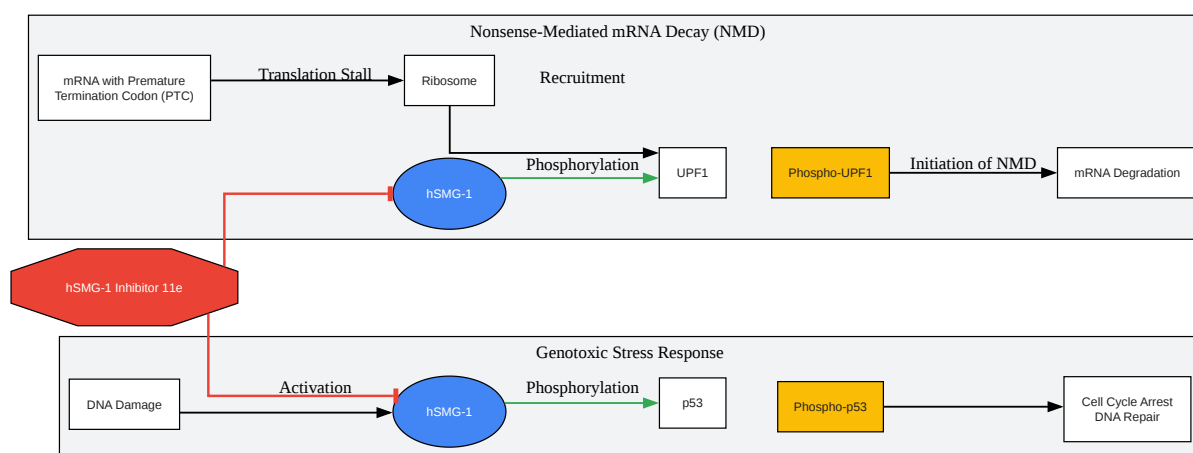 Nonsense-Mediated mRNA Decay (NMD)
mRNA with Premature
Termination Codon (PTC)
Translation Stall
Ribosome
Recruitment
Phosphorylation
hSMG-1
UPF1
Phospho-UPF1
Initiation of NMD
mRNA Degradation
hSMG-1 Inhibitor 11e
Genotoxic Stress Response
DNA Damage
Activation
hSMG-1
Phosphorylation
p53
Phospho-p53
Cell Cycle Arrest
DNA Repair